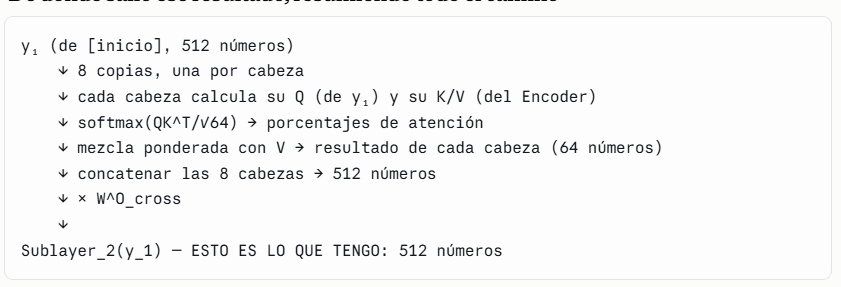 y₁ (de [inicio], 512 números)
↓ 8 copias, una por cabeza
↓ cada cabeza calcula su Q (de y₁) y su K/V (del Encoder)
↓ softmax(QK^T/√64) → porcentajes de atención
↓ mezcla ponderada con V → resultado de cada cabeza (64 números)
↓ concatenar las 8 cabezas → 512 números
↓ × W^O_cross
↓
Sublayer_2(y_1) — ESTO ES LO QUE TENGO: 512 números